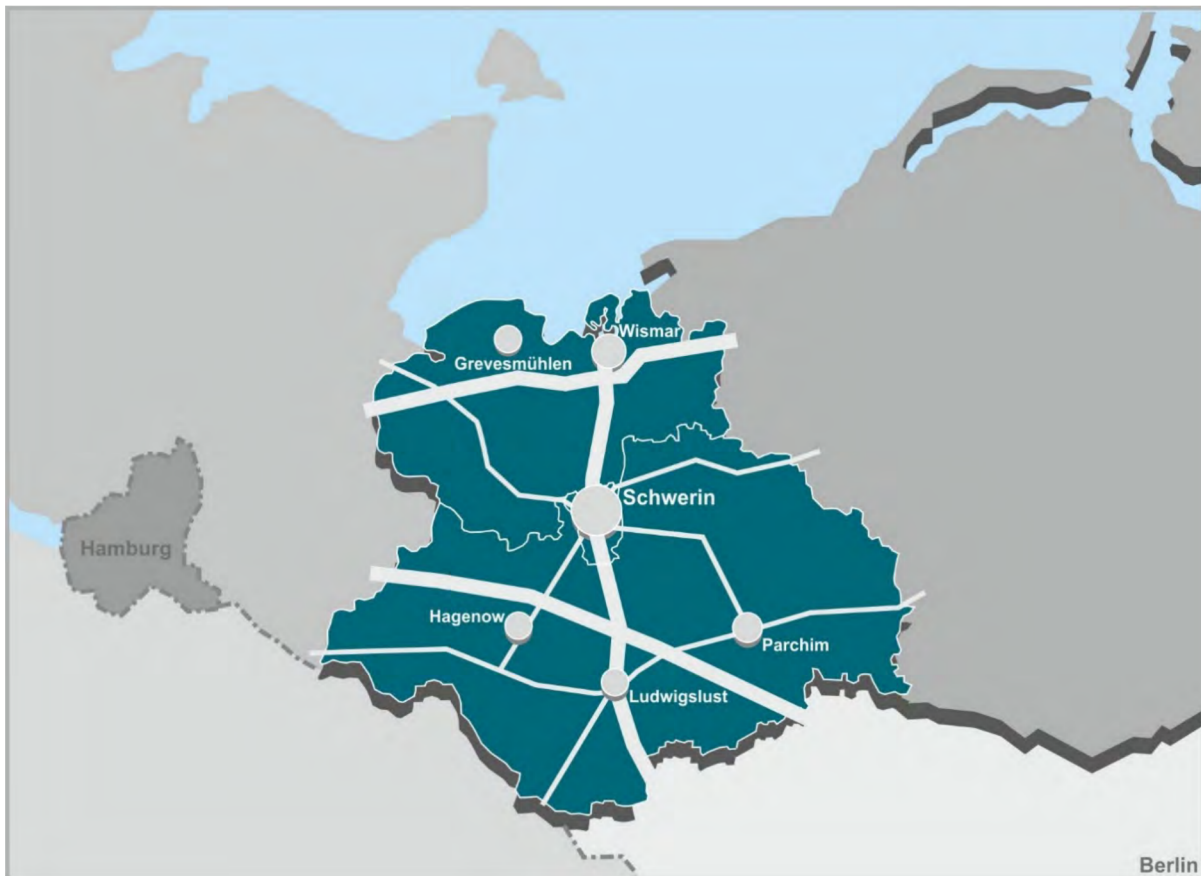 Wismar
Grevesmühlen
Schwerin
Hamburg
Hagenow
Parchim
Ludwigslust
Berlin